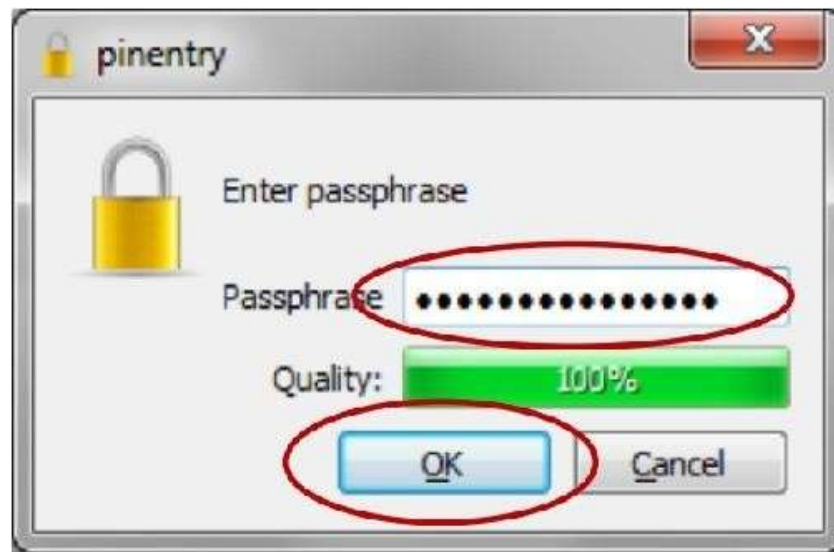 pinentry
Enter passphrase
Passphrase ●●●●●●●●●●●●●●●
Quality: 100%
OK Cancel